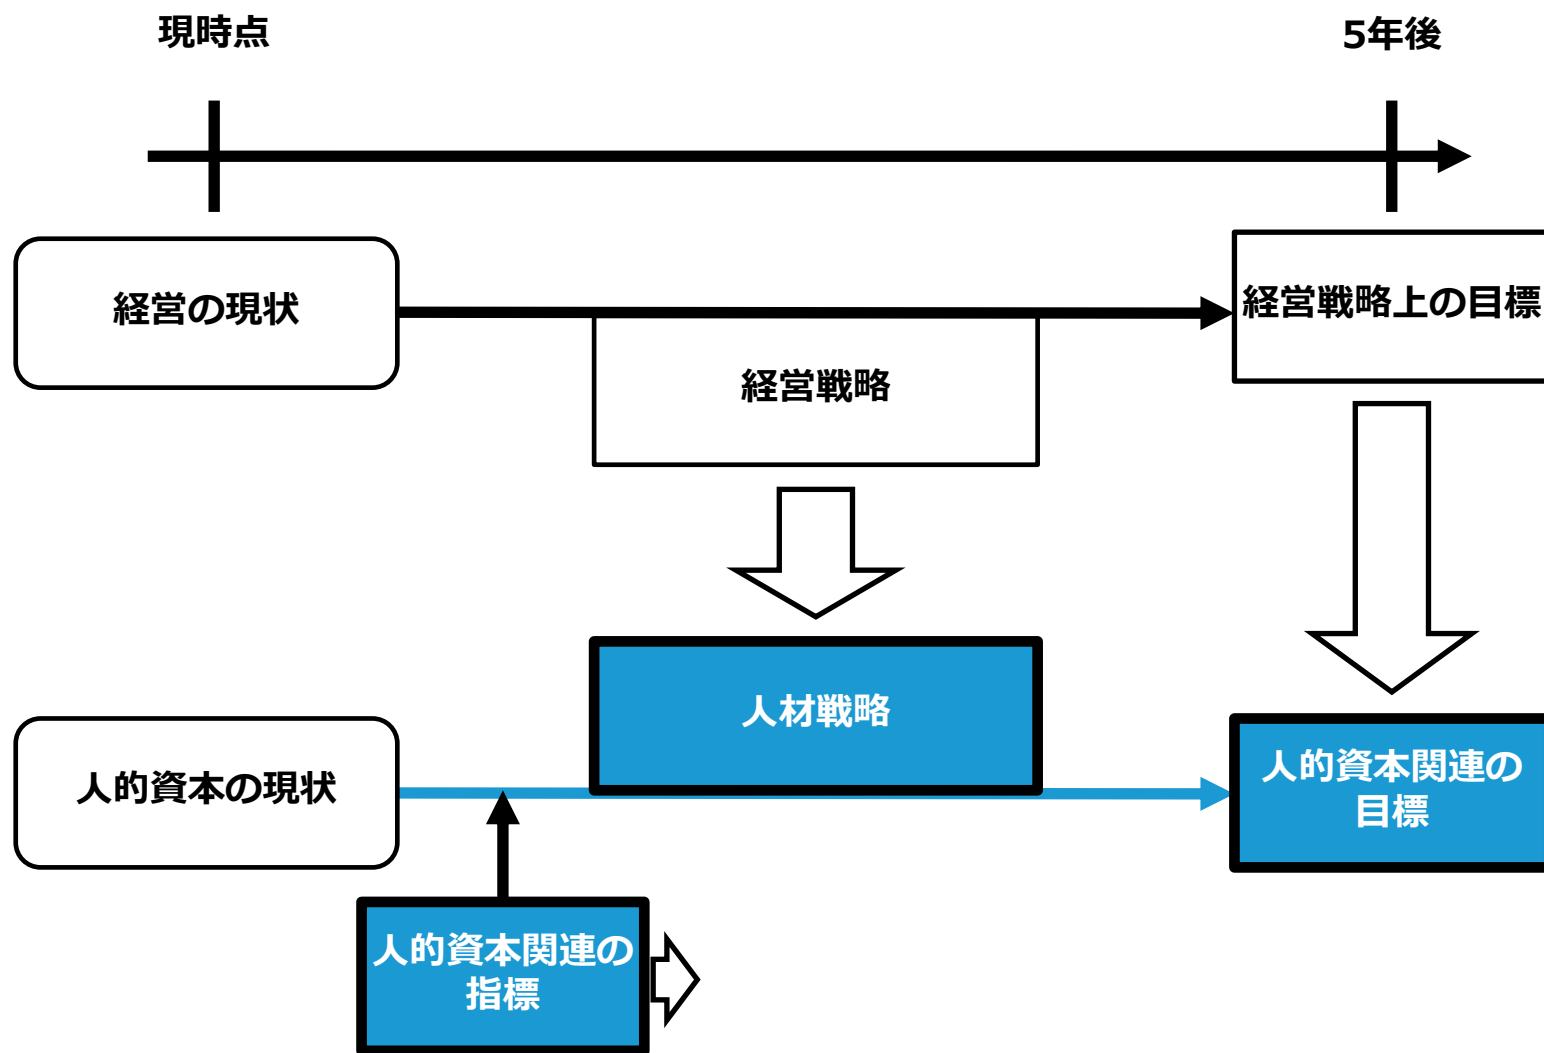 現時点
5年後
経営の現状
経営戦略上の目標
経営戦略
人材戦略
人的資本の現状
人的資本関連の
目標
人的資本関連の
指標